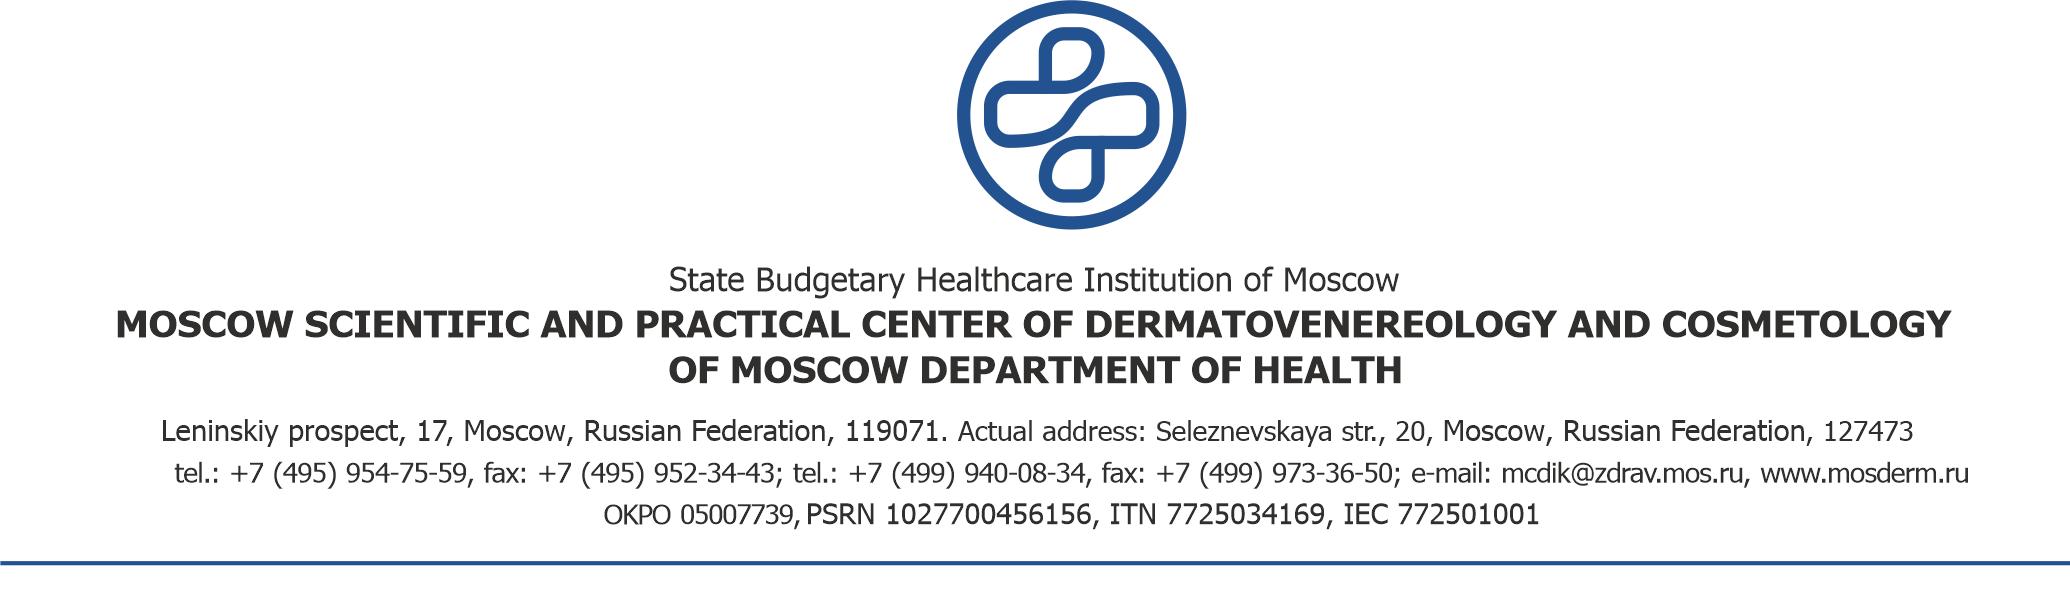 State Budgetary Healthcare Institution of Moscow
MOSCOW SCIENTIFIC AND PRACTICAL CENTER OF DERMATOVENEREOLOGY AND COSMETOLOGY
OF MOSCOW DEPARTMENT OF HEALTH
Leninskiy prospect, 17, Moscow, Russian Federation, 119071. Actual address: Seleznevskaya str., 20, Moscow, Russian Federation, 127473
tel.: +7 (495) 954-75-59, fax: +7 (495) 952-34-43; tel.: +7 (499) 940-08-34, fax: +7 (499) 973-36-50; e-mail: mcdik@zdrav.mos.ru, www.mosderm.ru
OKPO 05007739, PSRN 1027700456156, ITN 7725034169, IEC 772501001